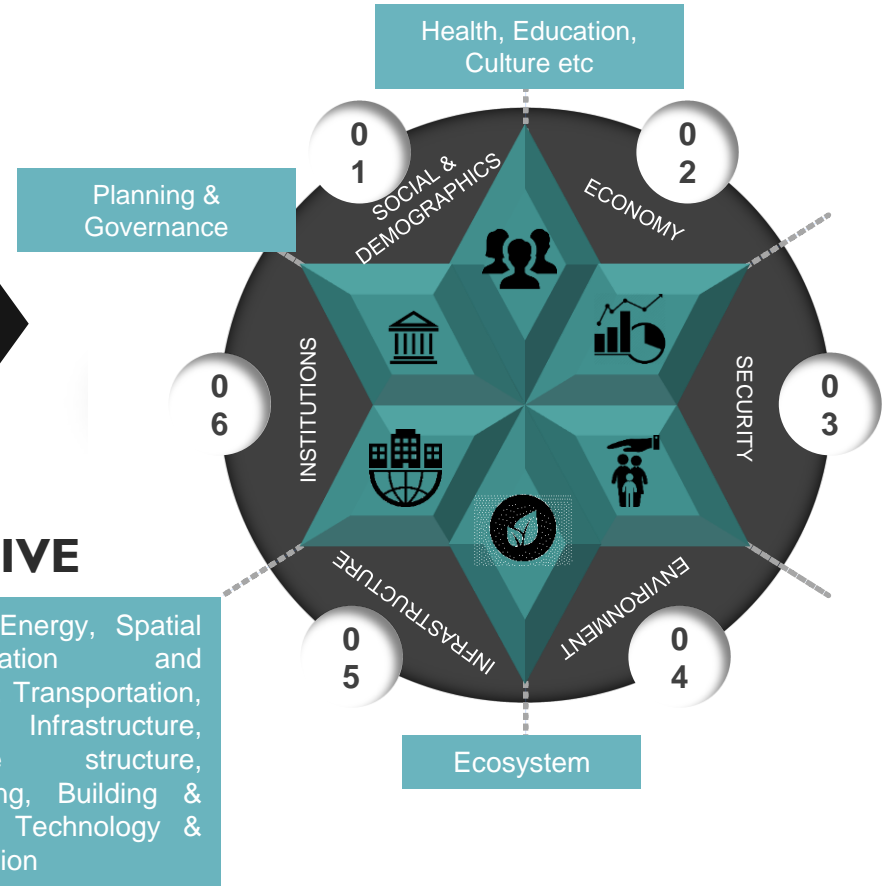 Health, Education,
Culture etc
0
1
0
2
SOCIAL &
DEMOGRAPHICS
ECONOMY
Planning &
Governance
0
6
INSTITUTIONS
SECURITY
0
3
IVE
Energy, Spatial
ation and
Transportation,
Infrastructure,
e structure,
ng, Building &
Technology &
ion
INFRASTRUCTURE
ENVIRONMENT
0
5
0
4
Ecosystem